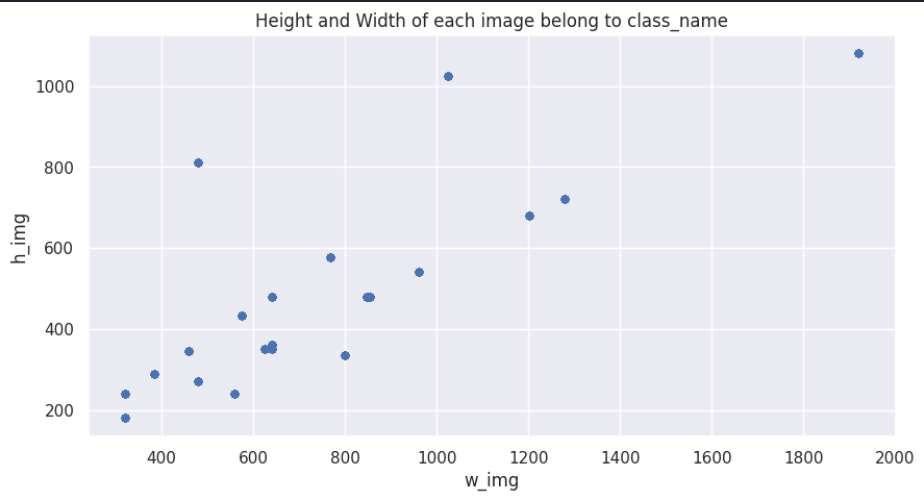 Height and Width of each image belong to class_name
1000
800
600
400
200
h_img
400 600 800 1000 1200 1400 1600 1800 2000
w_img